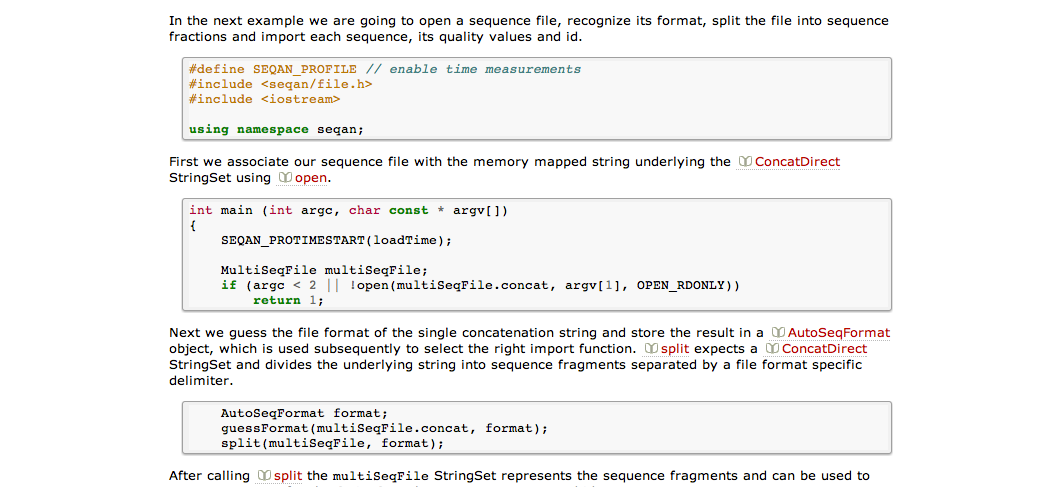 In the next example we are going to open a sequence file, recognize its format, split the file into sequence
fractions and import each sequence, its quality values and id.
#define SEQAN_PROFILE // enable time measurements
#include <seqan/file.h>
#include <iostream>
using namespace seqan;
First we associate our sequence file with the memory mapped string underlying the ConcatDirect
StringSet using open.
int main (int argc, char const * argv[])
{
    SEQAN_PROTIMESTART(loadTime);
    MultiSeqFile multiSeqFile;
    if (argc < 2 || !open(multiSeqFile.concat, argv[1], OPEN_RDONLY))
        return 1;
Next we guess the file format of the single concatenation string and store the result in a AutoSeqFormat
object, which is used subsequently to select the right import function. split expects a ConcatDirect
StringSet and divides the underlying string into sequence fragments separated by a file format specific
delimiter.
    AutoSeqFormat format;
    guessFormat(multiSeqFile.concat, format);
    split(multiSeqFile, format);
After calling split the multiSeqFile StringSet represents the sequence fragments and can be used to